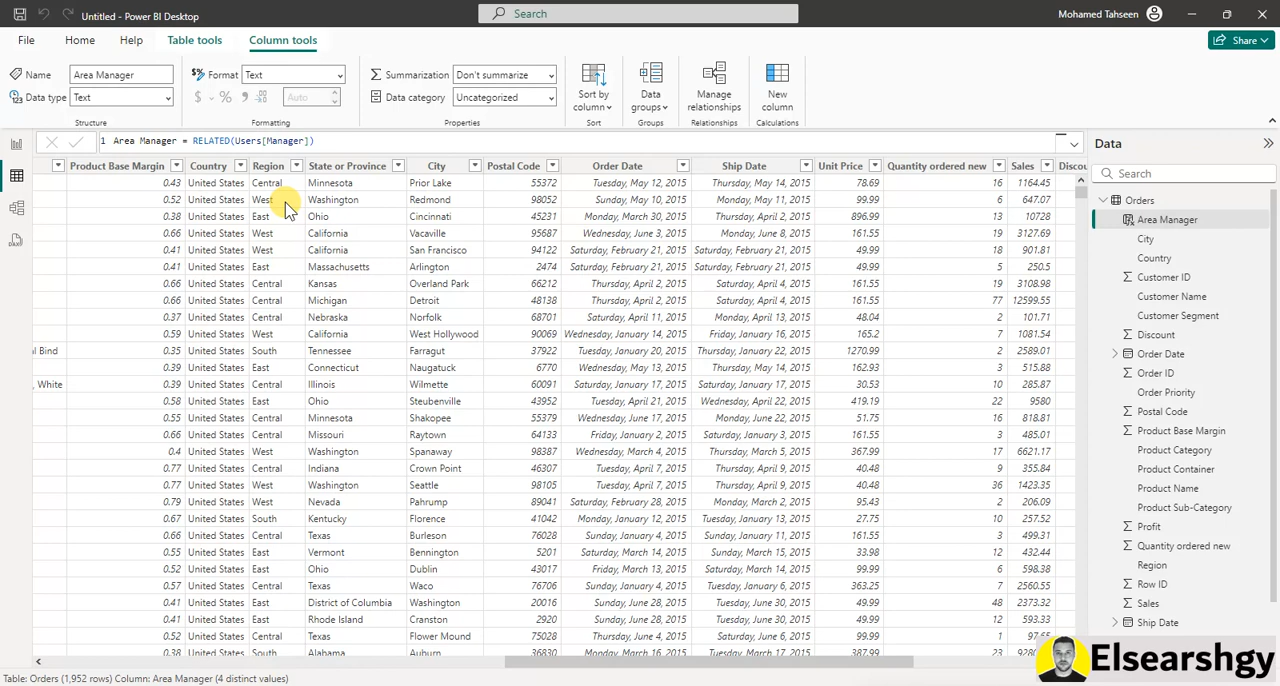 Untitled - Power BI Desktop
Search
Mohamed Tahseen
File Home Help Table tools Column tools
Share
Name Area Manager
Data type Text
Structure
Format Text
$ % Auto
Formatting
Summarization Don't summarize
Data category Uncategorized
Properties
Sort by column
Sort
Data groups
Groups
Manage relationships
Relationships
New column
Calculations
1 Area Manager = RELATED(Users[Manager])
Product Base Margin Country Region State or Province City Postal Code Order Date Ship Date Unit Price Quantity ordered new Sales Discou
0.43 United States Central Minnesota Prior Lake 55372 Tuesday, May 12, 2015 Thursday, May 14, 2015 78.69 16 1164.45
0.52 United States West Washington Redmond 98052 Sunday, May 10, 2015 Monday, May 11, 2015 99.99 6 647.07
0.38 United States East Ohio Cincinnati 45231 Monday, March 30, 2015 Thursday, April 2, 2015 896.99 13 10728
0.66 United States West California Vacaville 95687 Wednesday, June 3, 2015 Monday, June 8, 2015 161.55 19 3127.69
0.41 United States West California San Francisco 94122 Saturday, February 21, 2015 Saturday, February 21, 2015 49.99 18 901.81
0.41 United States East Massachusetts Arlington 2474 Saturday, February 21, 2015 Saturday, February 21, 2015 49.99 5 250.5
0.66 United States Central Kansas Overland Park 66212 Thursday, April 2, 2015 Saturday, April 4, 2015 161.55 19 3108.98
0.66 United States Central Michigan Detroit 48138 Thursday, April 2, 2015 Saturday, April 4, 2015 161.55 77 12599.55
0.37 United States Central Nebraska Norfolk 68701 Saturday, April 11, 2015 Monday, April 13, 2015 48.04 2 101.71
0.59 United States West California West Hollywood 90069 Wednesday, January 14, 2015 Friday, January 16, 2015 165.2 7 1081.54
al Bind 0.35 United States South Tennessee Farragut 37922 Tuesday, January 20, 2015 Thursday, January 22, 2015 1270.99 2 2589.01
0.39 United States East Connecticut Naugatuck 6770 Wednesday, May 13, 2015 Thursday, May 14, 2015 162.93 3 515.88
, White 0.39 United States Central Illinois Wilmette 60091 Saturday, January 17, 2015 Saturday, January 17, 2015 30.53 10 285.87
0.58 United States East Ohio Steubenville 43952 Tuesday, April 21, 2015 Wednesday, April 22, 2015 419.19 22 9580
0.55 United States Central Minnesota Shakopee 55379 Wednesday, June 17, 2015 Monday, June 22, 2015 51.75 16 818.81
0.66 United States Central Missouri Raytown 64133 Friday, January 2, 2015 Saturday, January 3, 2015 161.55 3 485.01
0.4 United States West Washington Spanaway 98387 Wednesday, March 4, 2015 Thursday, March 5, 2015 367.99 17 6621.17
0.77 United States Central Indiana Crown Point 46307 Tuesday, April 7, 2015 Thursday, April 9, 2015 40.48 9 355.84
0.77 United States West Washington Seattle 98105 Tuesday, April 7, 2015 Thursday, April 9, 2015 40.48 36 1423.35
0.79 United States West Nevada Pahrump 89041 Saturday, February 28, 2015 Monday, March 2, 2015 95.43 2 206.09
0.67 United States South Kentucky Florence 41042 Monday, January 12, 2015 Tuesday, January 13, 2015 27.75 10 257.52
0.66 United States Central Texas Burleson 76028 Sunday, January 4, 2015 Sunday, January 11, 2015 161.55 3 499.31
0.55 United States East Vermont Bennington 5201 Saturday, March 14, 2015 Sunday, March 15, 2015 33.98 12 432.44
0.52 United States East Ohio Dublin 43017 Friday, March 13, 2015 Saturday, March 14, 2015 99.99 6 598.38
0.57 United States Central Texas Waco 76706 Sunday, January 4, 2015 Tuesday, January 6, 2015 363.25 7 2560.55
0.41 United States East District of Columbia Washington 20016 Sunday, June 28, 2015 Tuesday, June 30, 2015 49.99 48 2373.32
0.41 United States East Rhode Island Cranston 2920 Sunday, June 28, 2015 Tuesday, June 30, 2015 49.99 12 593.33
0.52 United States Central Texas Flower Mound 75028 Thursday, June 4, 2015 Saturday, June 6, 2015 99.99 1 97.65
0.38 United States South Alabama Auburn 36830 Monday, March 16, 2015 Tuesday, March 17, 2015 387.99 23
Data
Search
Orders
Area Manager
City
Country
Customer ID
Customer Name
Customer Segment
Discount
Order Date
Order ID
Order Priority
Postal Code
Product Base Margin
Product Category
Product Container
Product Name
Product Sub-Category
Profit
Quantity ordered new
Region
Row ID
Sales
Ship Date
Elsearshgy
Table: Orders (1,952 rows) Column: Area Manager (4 distinct values)